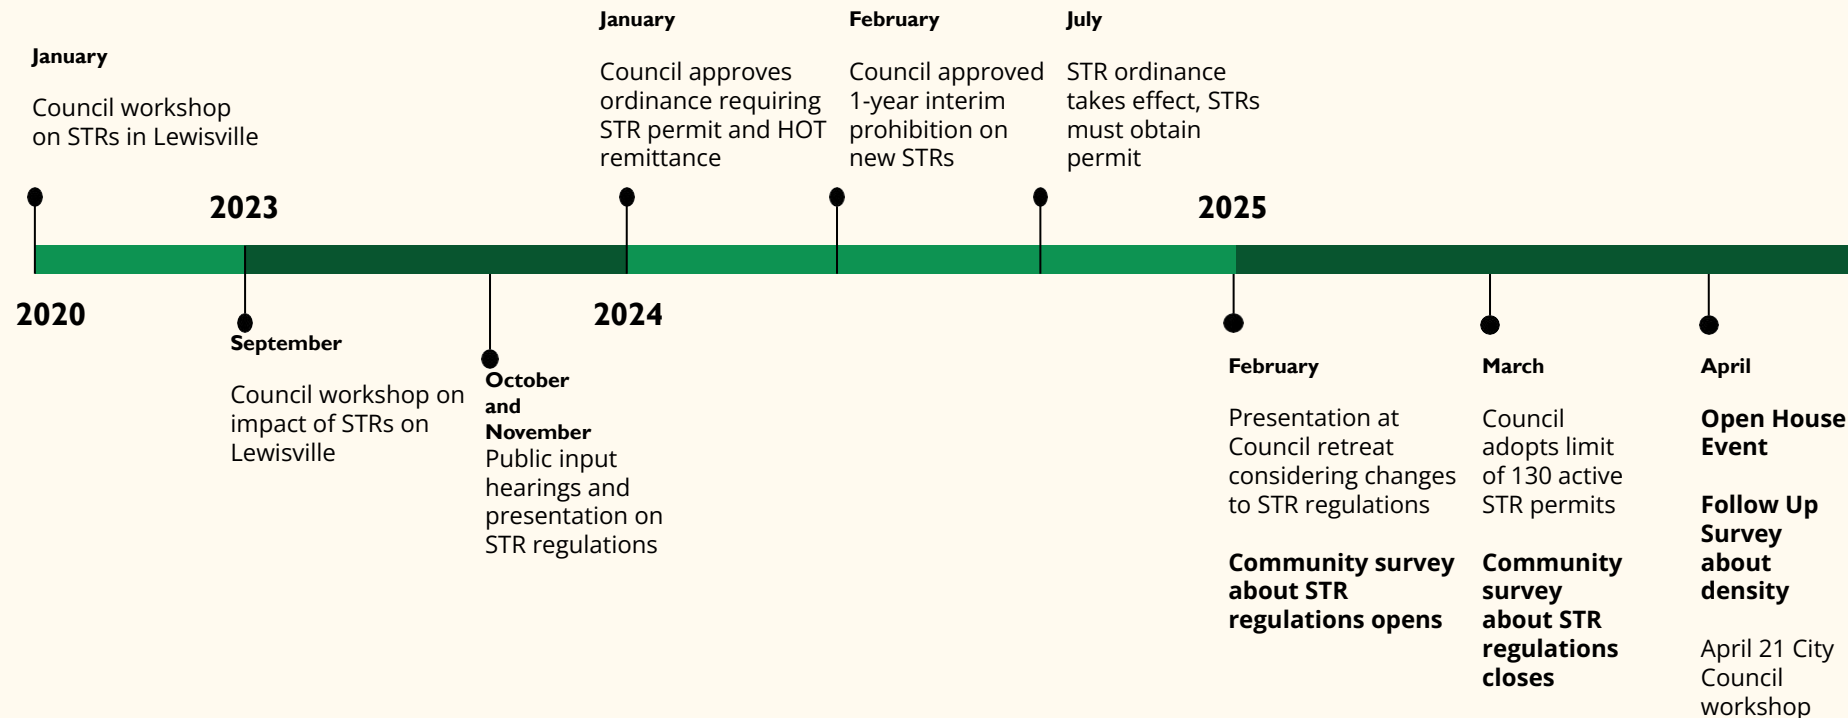 January
Council workshop
on STRs in Lewisville
2020
2023
September
Council workshop on
impact of STRs on
Lewisville
October
and
November
Public input
hearings and
presentation on
STR regulations
2024
January
Council approves
ordinance requiring
STR permit and HOT
remittance
February
Council approved
1-year interim
prohibition on
new STRs
July
STR ordinance
takes effect, STRs
must obtain
permit
2025
February
Presentation at
Council retreat
considering changes
to STR regulations
Community survey
about STR
regulations opens
March
Council
adopts limit
of 130 active
STR permits
Community
survey
about STR
regulations
closes
April
Open House
Event
Follow Up
Survey
about
density
April 21 City
Council
workshop